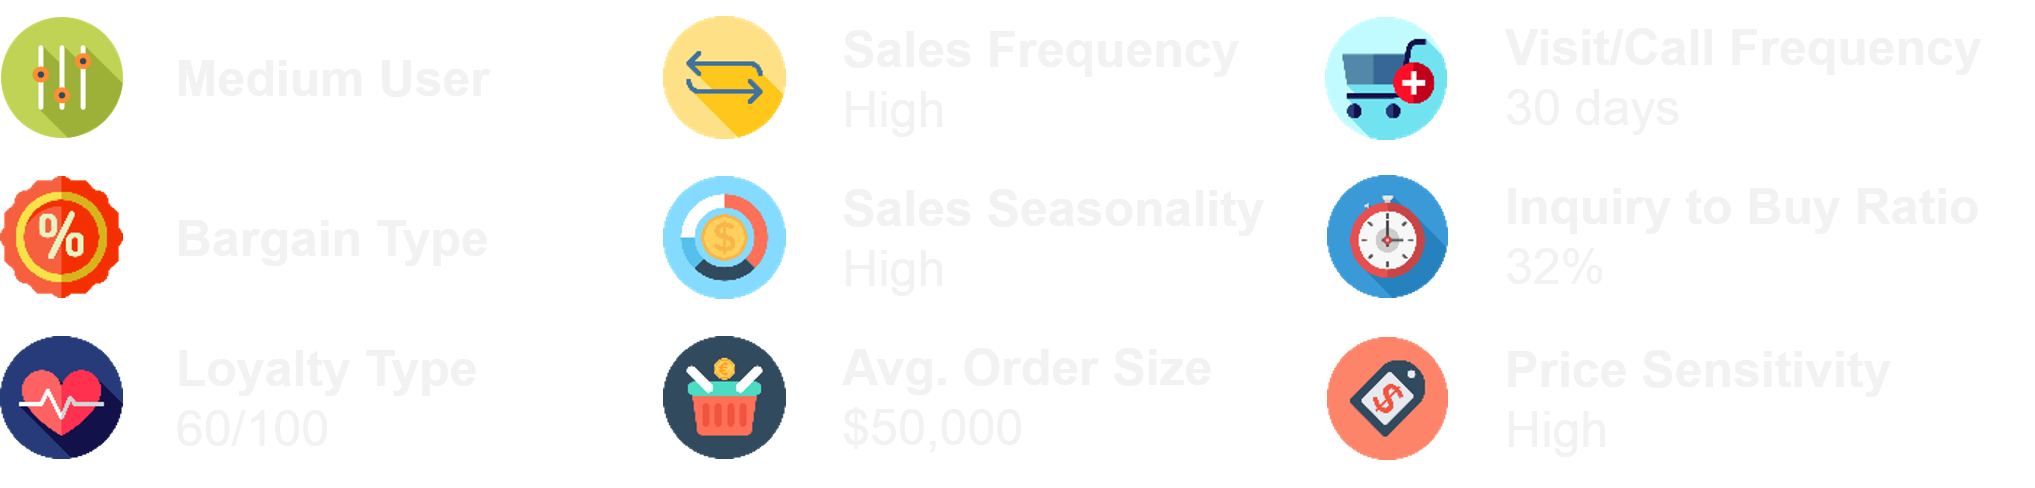 Medium User
Sales Frequency
High
Visit/Call Frequency
30 days
Bargain Type
Sales Seasonality
High
Inquiry to Buy Ratio
32%
Loyalty Type
60/100
Avg. Order Size
$50,000
Price Sensitivity
High